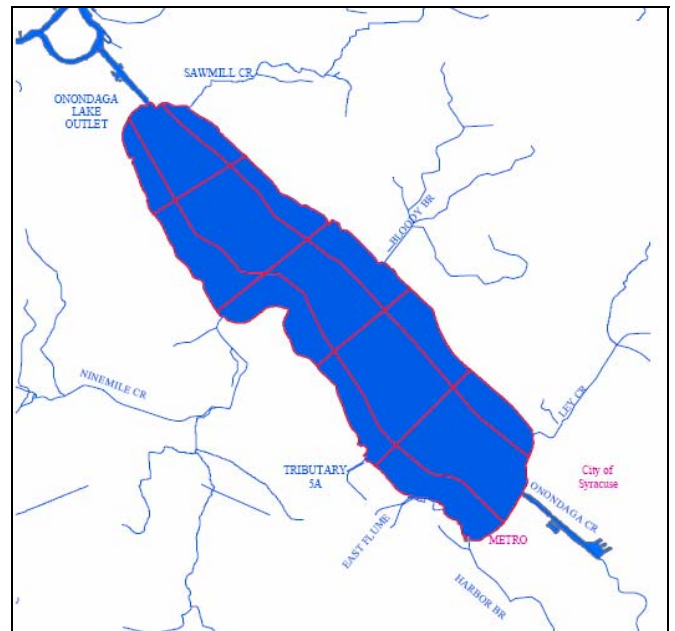 SAWMILL CR
ONONDAGA
LAKE
OUTLET
BLOODY BR
NINEMILE CR
LEY CR
TRIBUTARY
5A
City of
Syracuse
ONONDAGA CR
EAST FLUME
METRO
HARBOR BR